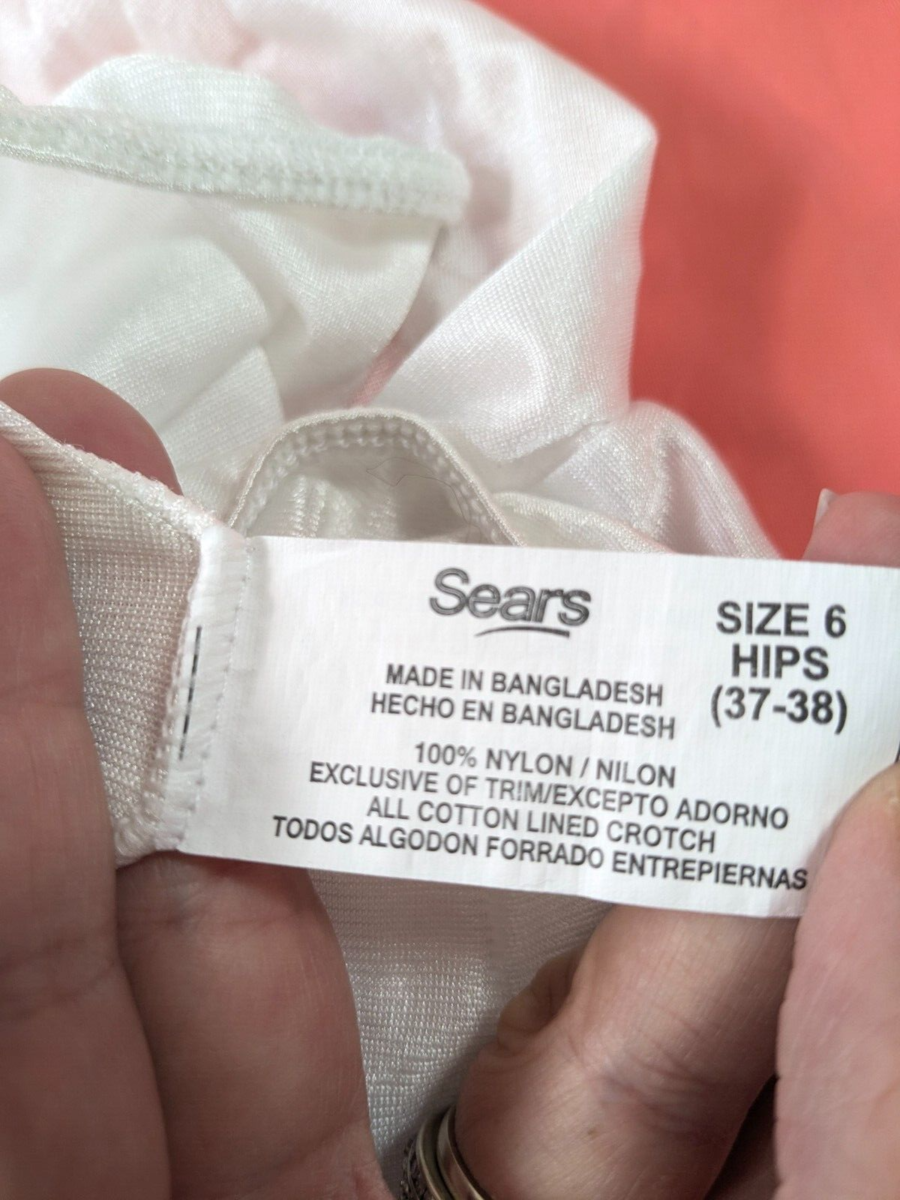 Sears
MADE IN BANGLADESH
HECHO EN BANGLADESH
100% NYLON / NILON
EXCLUSIVE OF TRIM/EXCEPTO ADORNO
ALL COTTON LINED CROTCH
TODOS ALGODON FORRADO ENTREPIERNAS
SIZE 6
HIPS
(37-38)